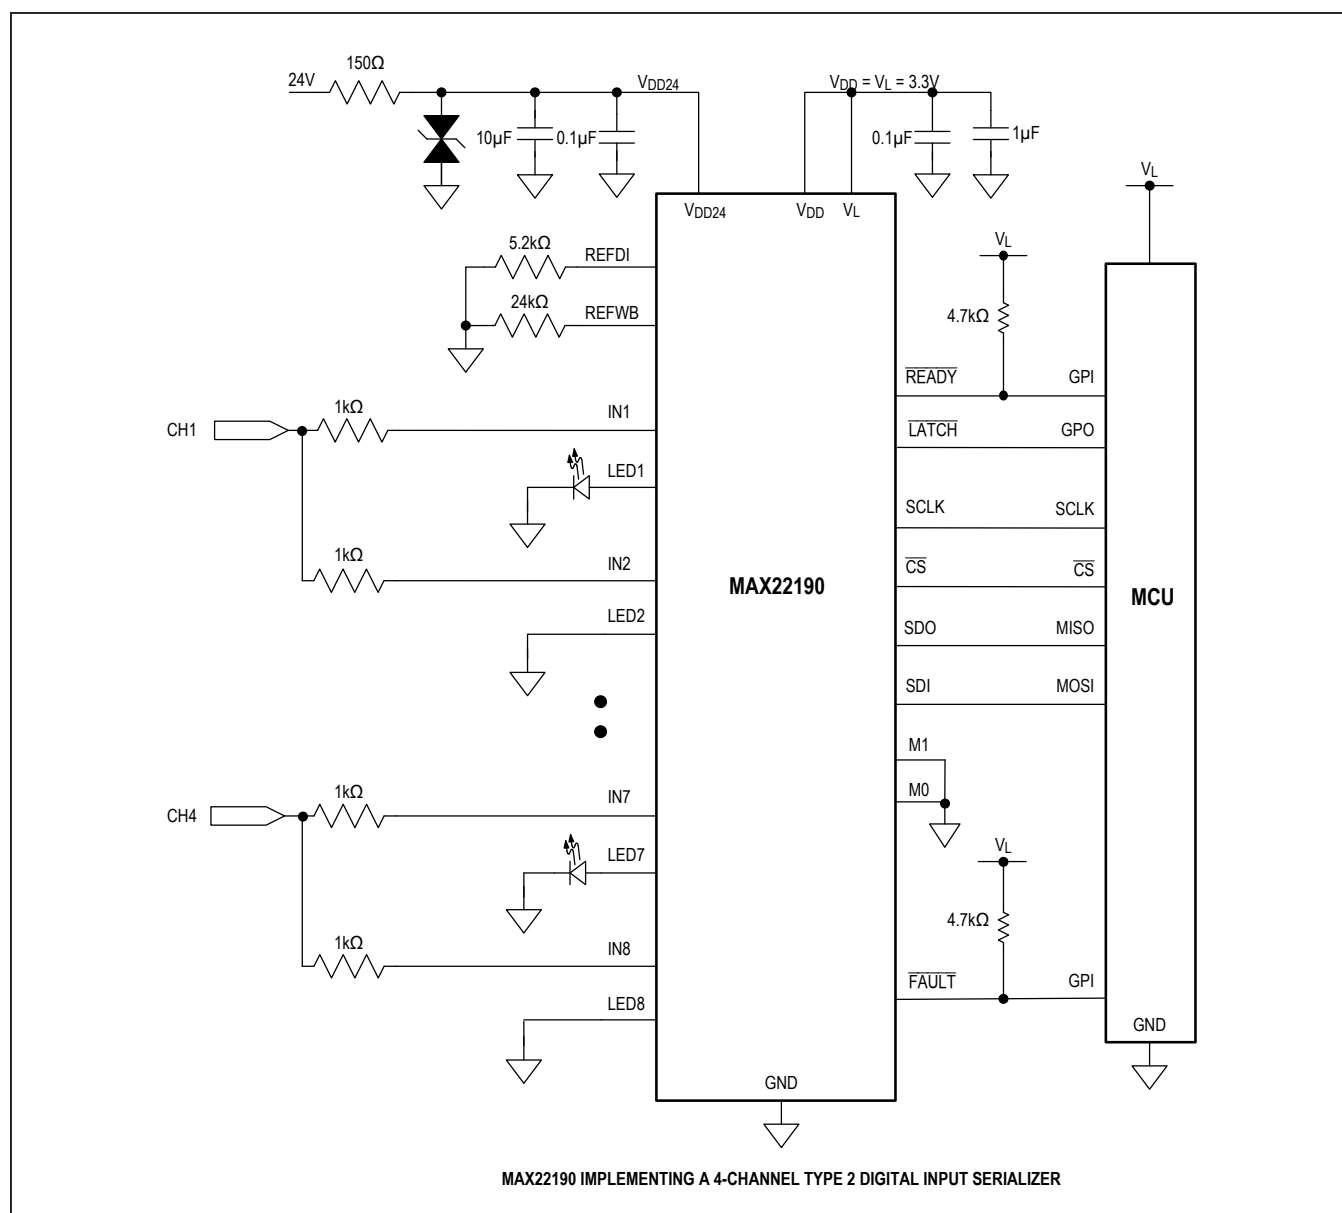 150Ω
24V
VDD24
VDD = VL = 3.3V
10µF
0.1µF
0.1µF
1µF
VL
VDD24
VDD
VL
5.2kΩ
REFDI
VL
24kΩ
REFWB
4.7kΩ
READY
GPI
1kΩ
IN1
CH1
LATCH
GPO
LED1
SCLK
SCLK
1kΩ
IN2
CS
CS
MAX22190
MCU
LED2
SDO
MISO
SDI
MOSI
M1
1kΩ
IN7
M0
CH4
LED7
VL
4.7kΩ
1kΩ
IN8
FAULT
GPI
LED8
GND
GND
MAX22190 IMPLEMENTING A 4-CHANNEL TYPE 2 DIGITAL INPUT SERIALIZER